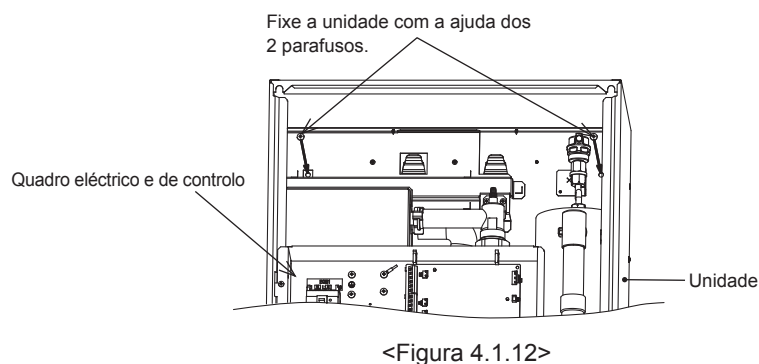 Fixe a unidade com a ajuda dos
2 parafusos.
Quadro eléctrico e de controlo
Unidade
<Figura 4.1.12>